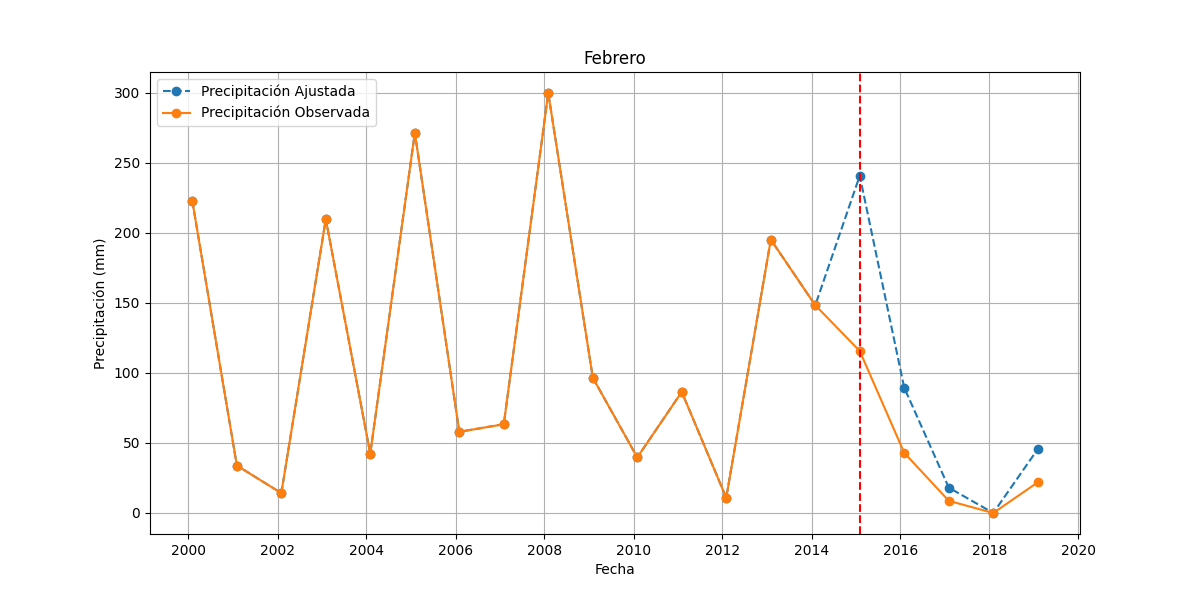 Febrero
Precipitación Ajustada
Precipitación Observada
300
250
200
150
100
50
0
Precipitación (mm)
2000 2002 2004 2006 2008 2010 2012 2014 2016 2018 2020
Fecha